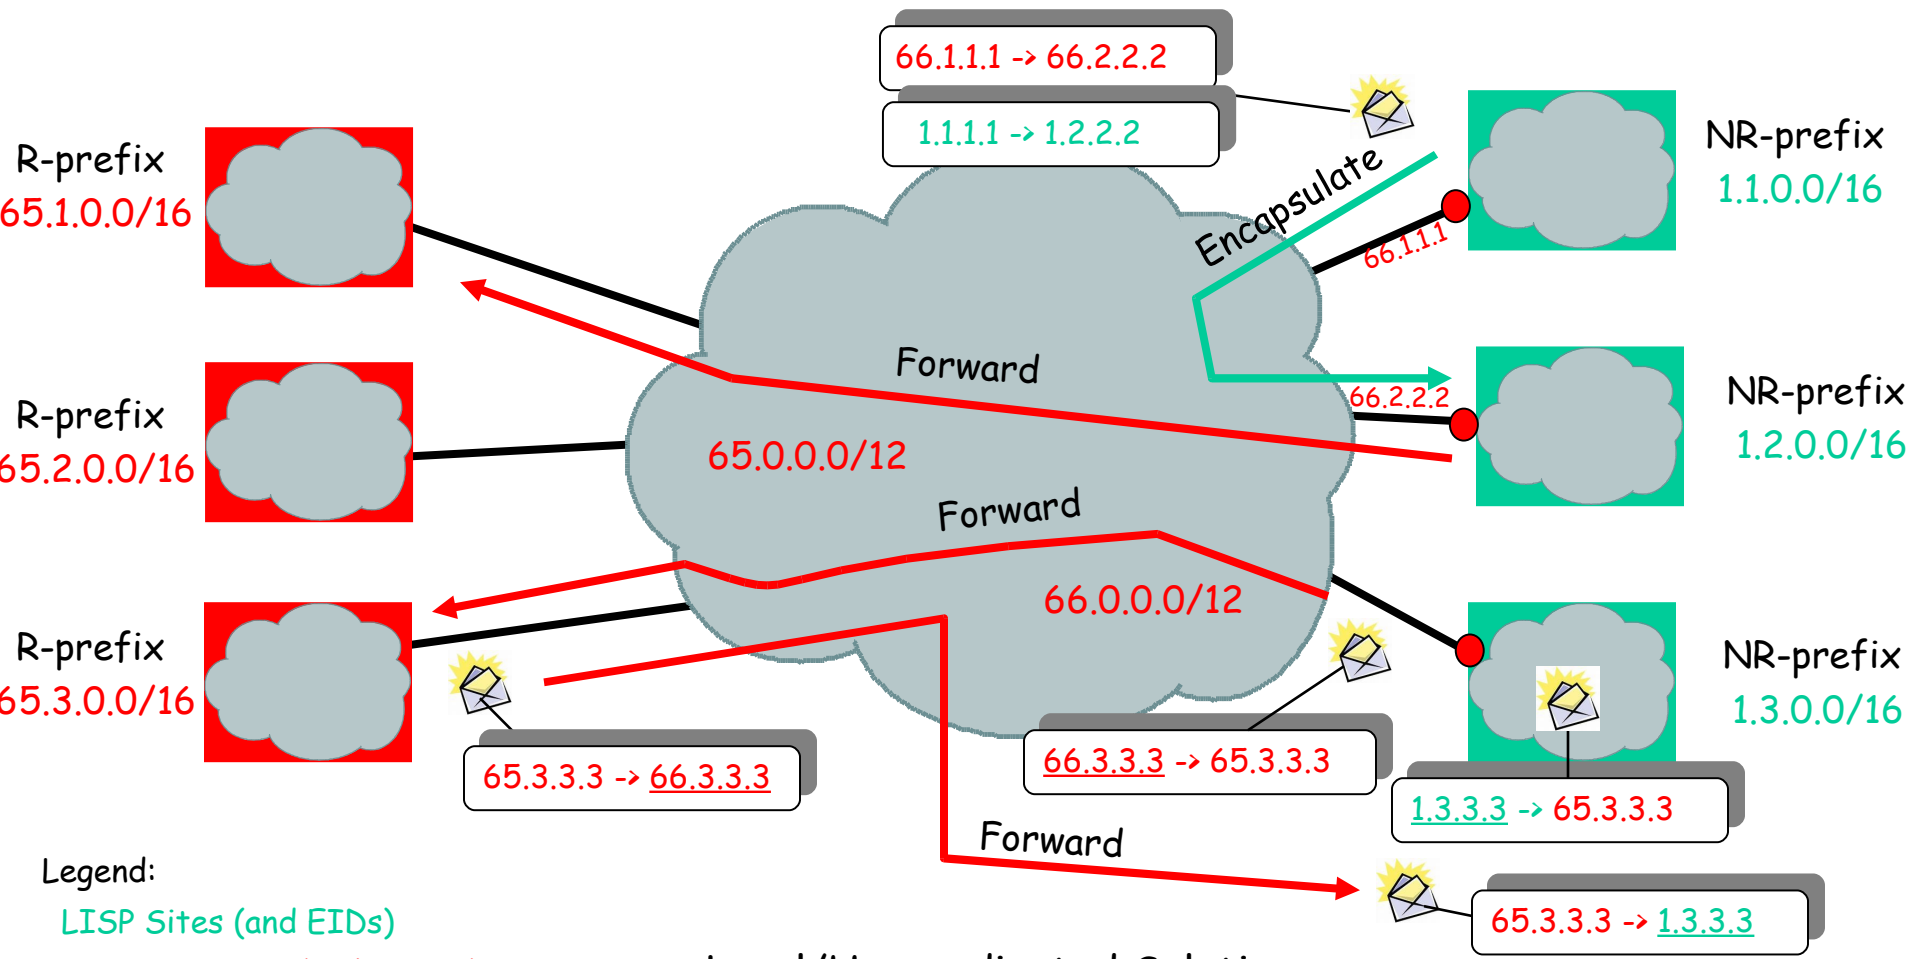 66.1.1.1 -> 66.2.2.2
1.1.1.1 -> 1.2.2.2
R-prefix
65.1.0.0/16
NR-prefix
1.1.0.0/16
Encapsulate
66.1.1.1
Forward
66.2.2.2
R-prefix
65.2.0.0/16
NR-prefix
1.2.0.0/16
65.0.0.0/12
Forward
66.0.0.0/12
R-prefix
65.3.0.0/16
NR-prefix
1.3.0.0/16
65.3.3.3 -> 66.3.3.3
66.3.3.3 -> 65.3.3.3
1.3.3.3 -> 65.3.3.3
Forward
Legend:
LISP Sites (and EIDs)
65.3.3.3 -> 1.3.3.3